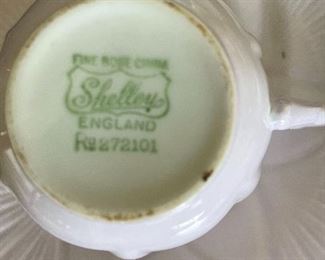 FINE BONE CHINA
Shelley
ENGLAND
Rd 272101